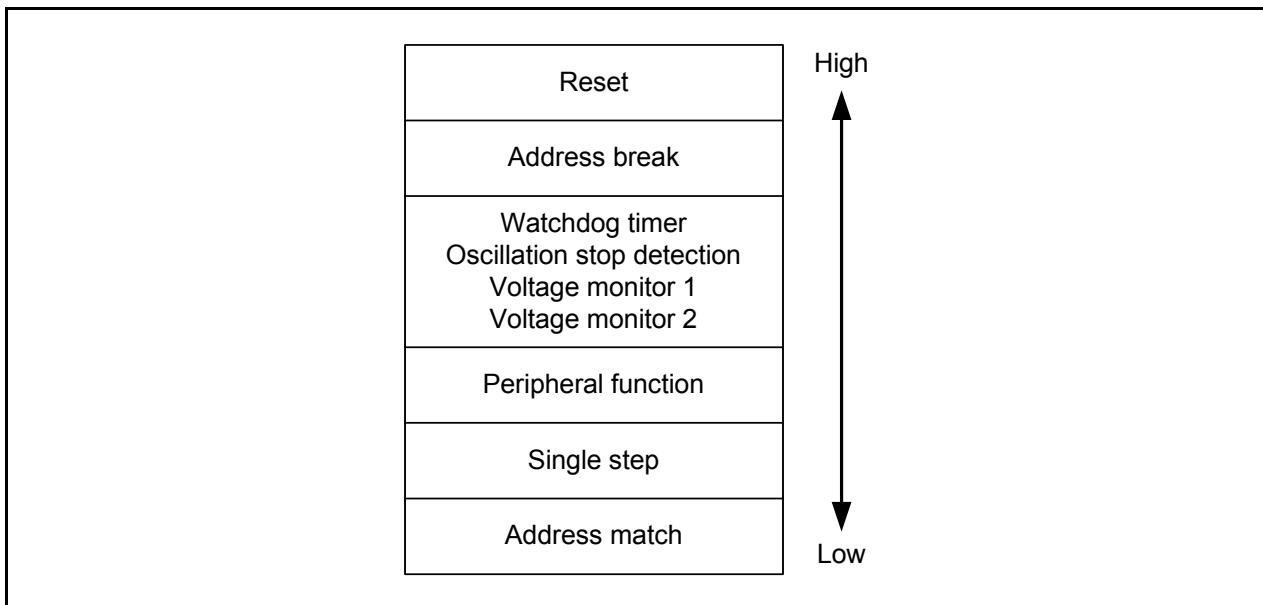 Reset
High
Address break
Watchdog timer
Oscillation stop detection
Voltage monitor 1
Voltage monitor 2
Peripheral function
Single step
Address match
Low